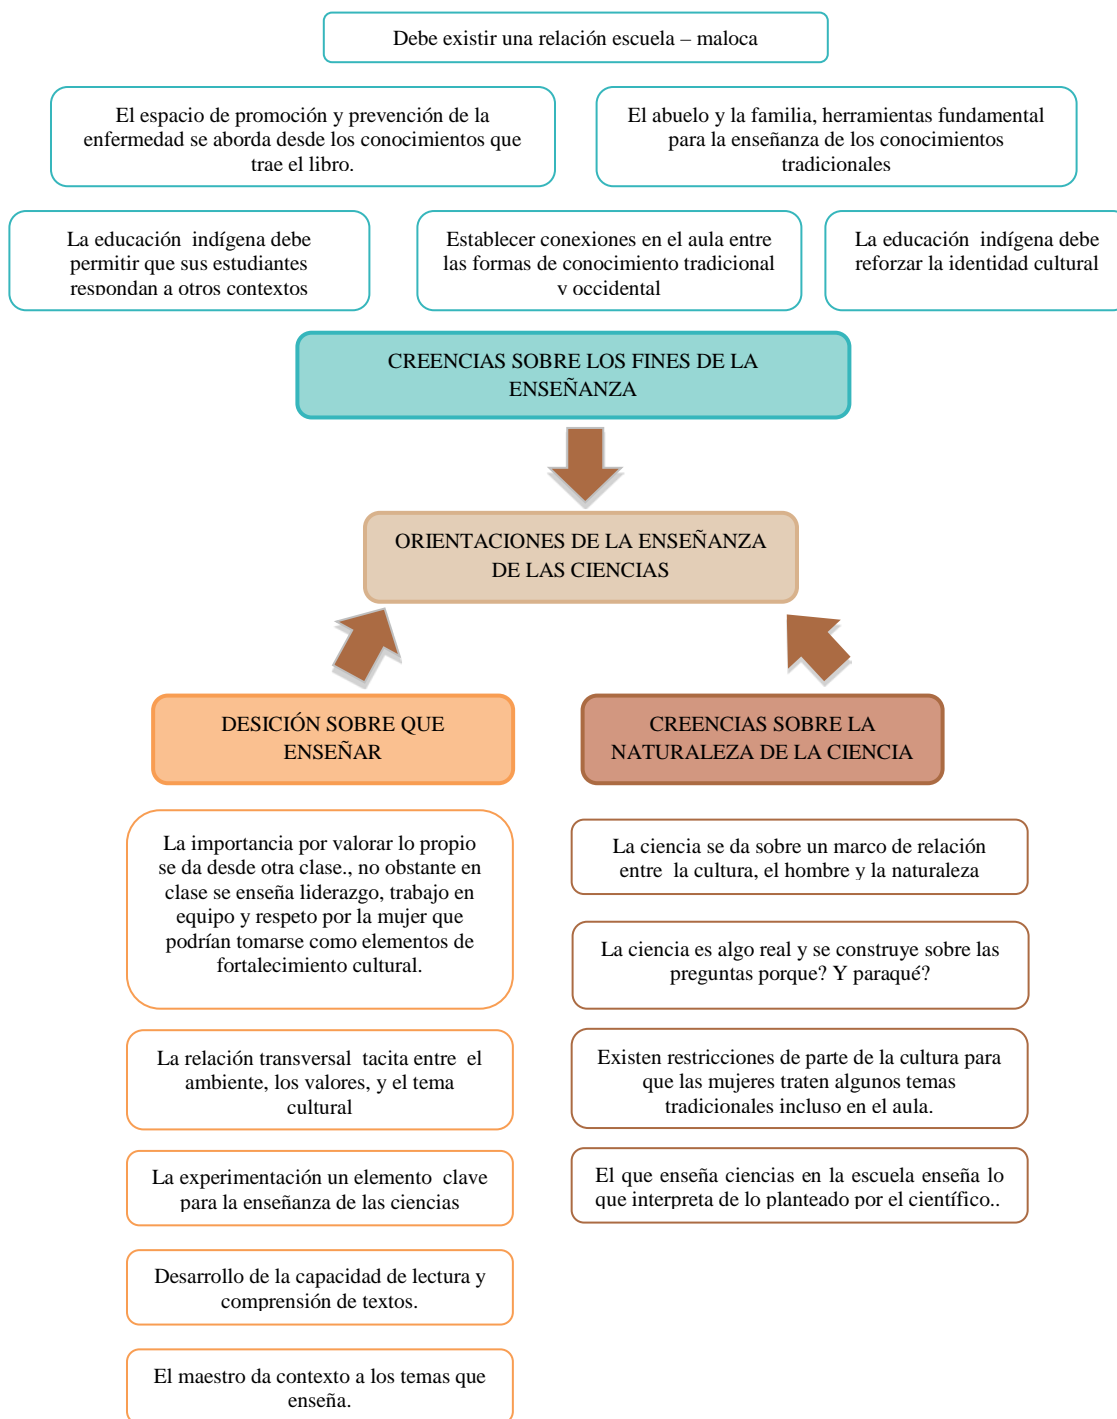 Debe existir una relación escuela – maloca
El espacio de promoción y prevención de la
enfermedad se aborda desde los conocimientos que
trae el libro.
El abuelo y la familia, herramientas fundamental
para la enseñanza de los conocimientos
tradicionales
La educación indígena debe
permitir que sus estudiantes
respondan a otros contextos
Establecer conexiones en el aula entre
las formas de conocimiento tradicional
y occidental
La educación indígena debe
reforzar la identidad cultural
CREENCIAS SOBRE LOS FINES DE LA
ENSEÑANZA
ORIENTACIONES DE LA ENSEÑANZA
DE LAS CIENCIAS
DESICIÓN SOBRE QUE
ENSEÑAR
La importancia por valorar lo propio
se da desde otra clase., no obstante en
clase se enseña liderazgo, trabajo en
equipo y respeto por la mujer que
podrían tomarse como elementos de
fortalecimiento cultural.
La relación transversal tacita entre el
ambiente, los valores, y el tema
cultural
La experimentación un elemento clave
para la enseñanza de las ciencias
Desarrollo de la capacidad de lectura y
comprensión de textos.
El maestro da contexto a los temas que
enseña.
CREENCIAS SOBRE LA
NATURALEZA DE LA CIENCIA
La ciencia se da sobre un marco de relación
entre la cultura, el hombre y la naturaleza
La ciencia es algo real y se construye sobre las
preguntas porque? Y paraqué?
Existen restricciones de parte de la cultura para
que las mujeres traten algunos temas
tradicionales incluso en el aula.
El que enseña ciencias en la escuela enseña lo
que interpreta de lo planteado por el científico..